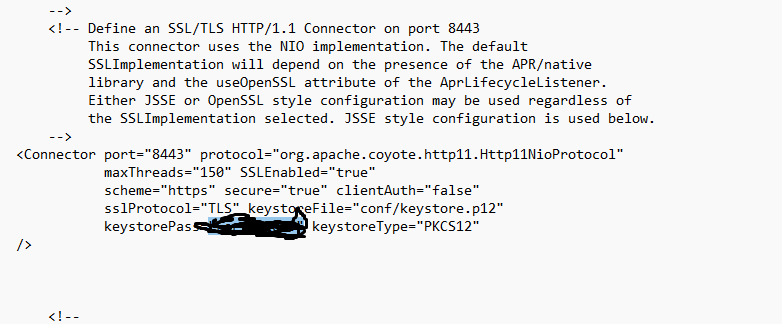 -->
<!-- Define an SSL/TLS HTTP/1.1 Connector on port 8443
This connector uses the NIO implementation. The default
SSLImplementation will depend on the presence of the APR/native
library and the useOpenSSL attribute of the AprLifecycleListener.
Either JSSE or OpenSSL style configuration may be used regardless of
the SSLImplementation selected. JSSE style configuration is used below.
-->
<Connector port="8443" protocol="org.apache.coyote.http11.Http11NioProtocol"
maxThreads="150" SSLEnabled="true"
scheme="https" secure="true" clientAuth="false"
sslProtocol="TLS" keystoreFile="conf/keystore.p12"
keystorePass keystoreType="PKCS12"
/>
<!--